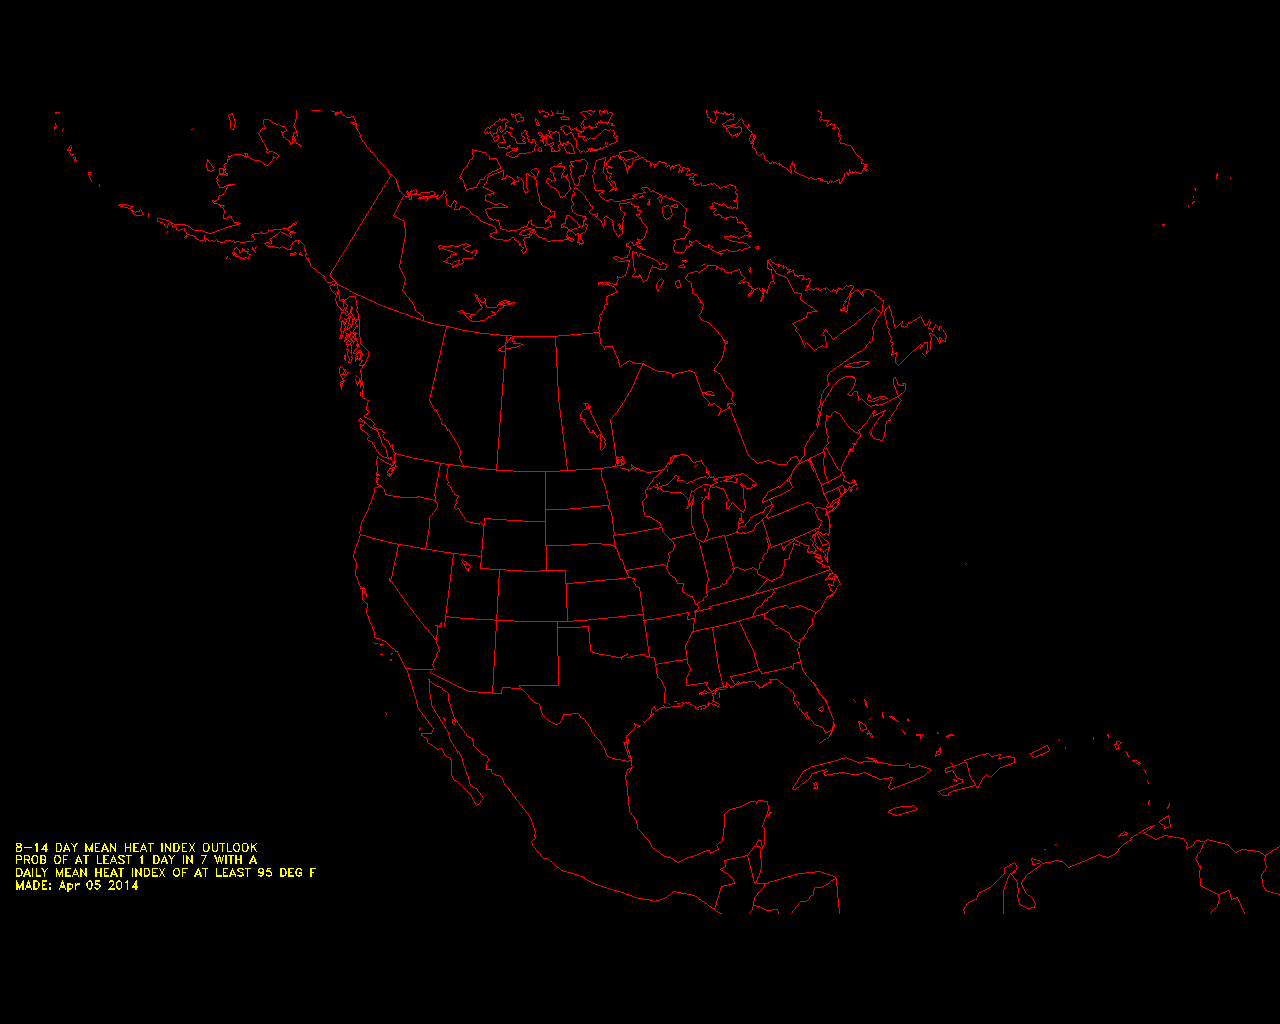 8-14 DAY MEAN HEAT INDEX OUTLOOK
PROB OF AT LEAST 1 DAY IN 7 WITH A
DAILY MEAN HEAT INDEX OF AT LEAST 95 DEG F
MADE: Apr 05 2014